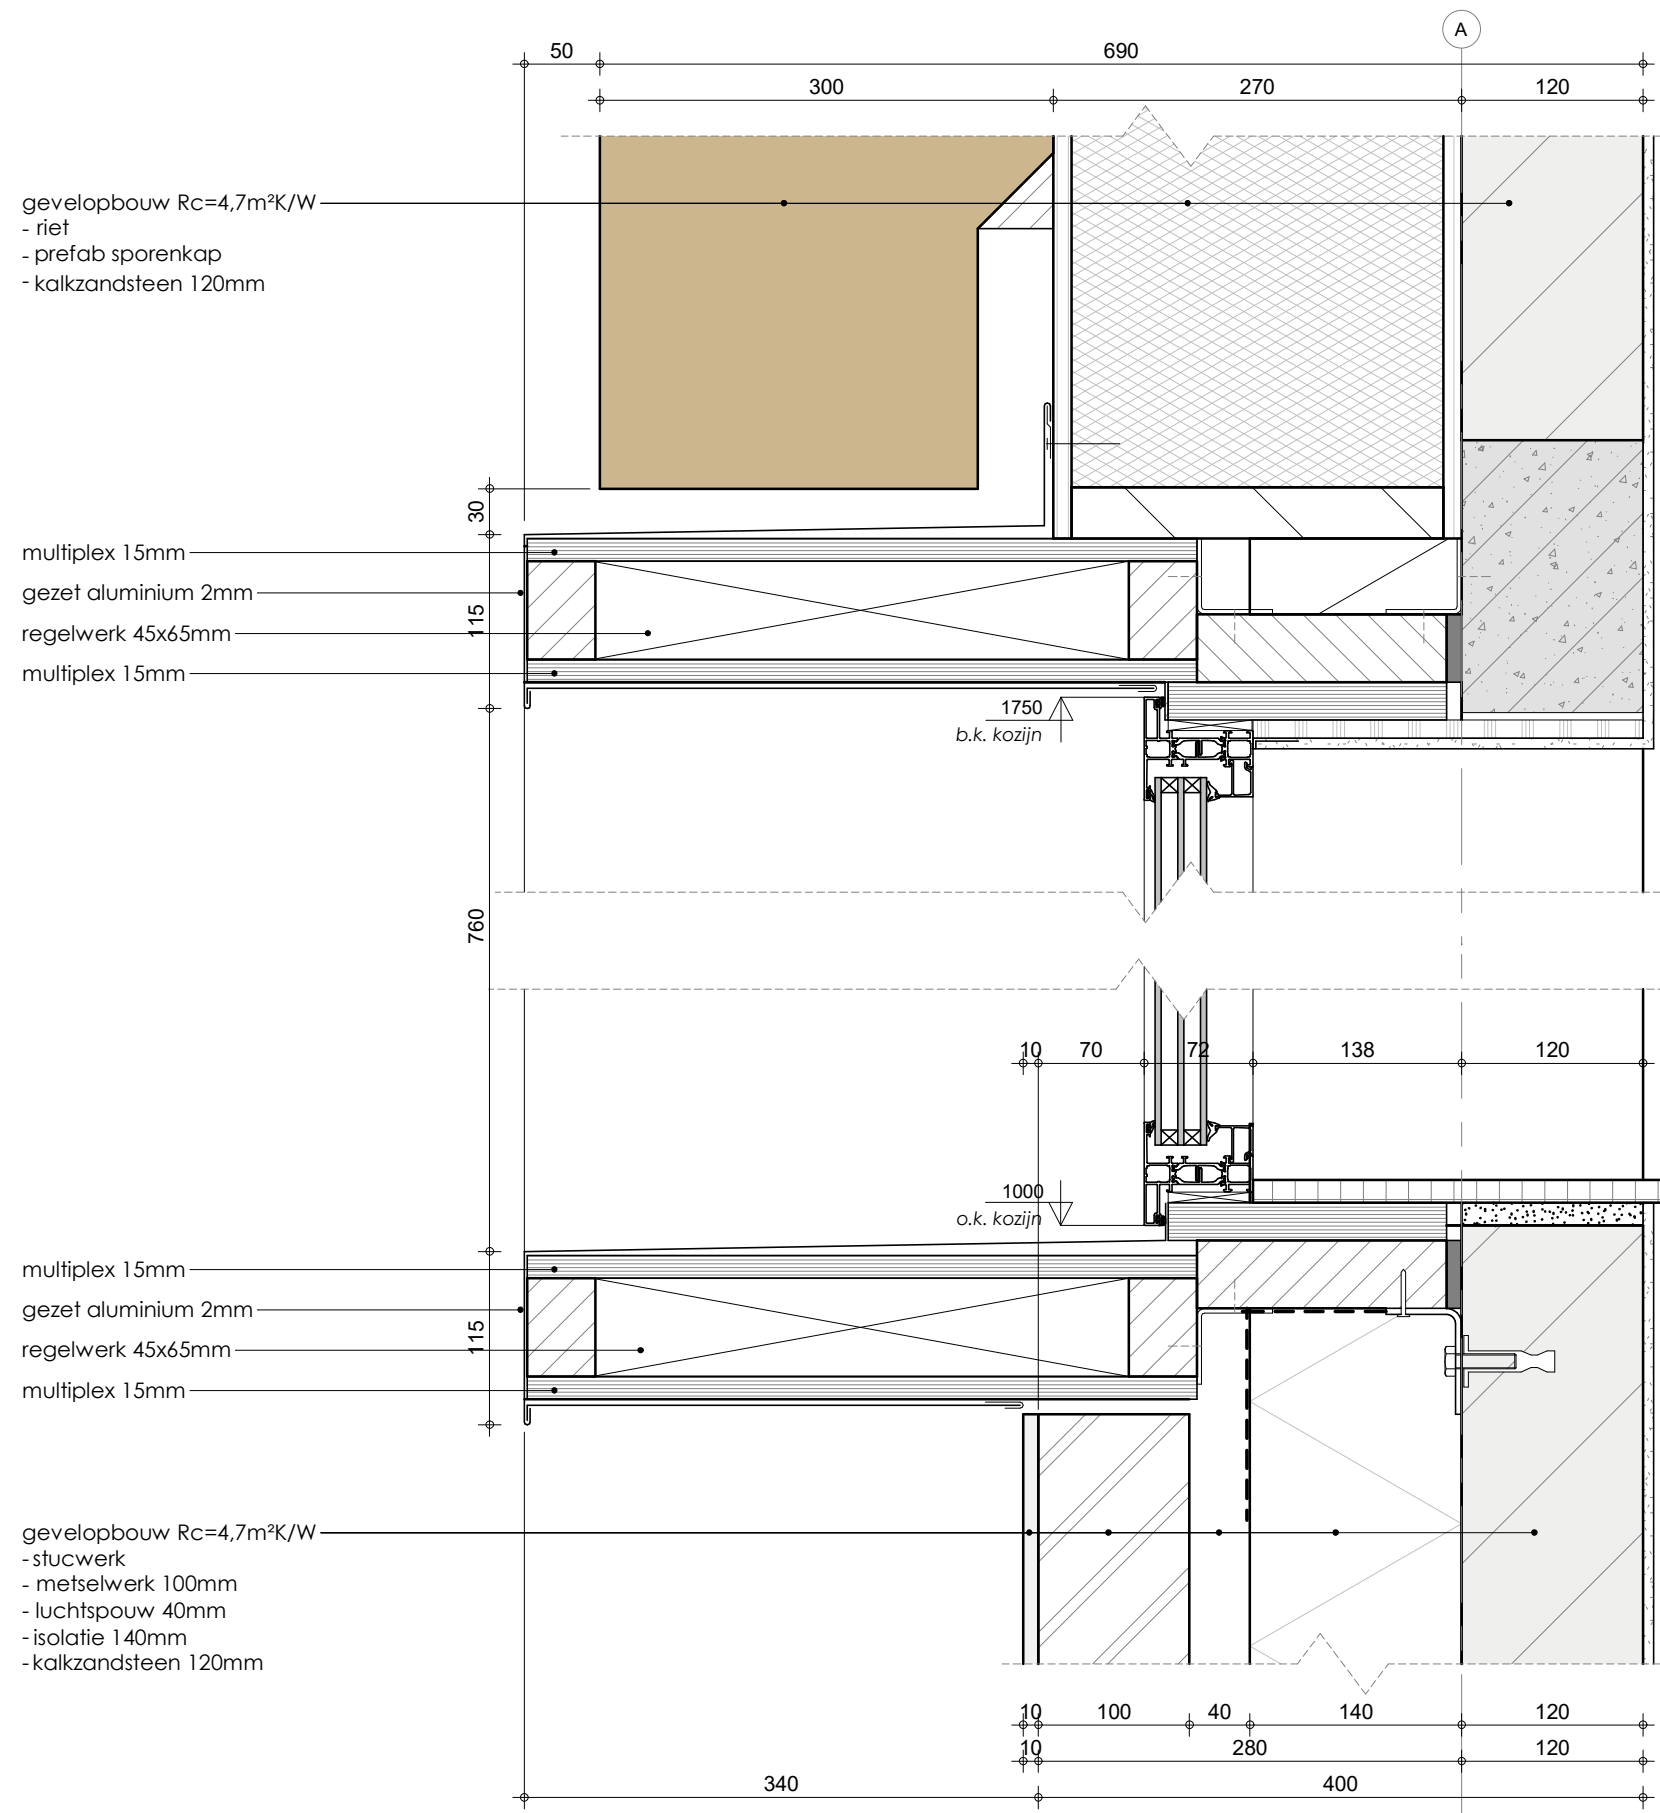 A
50 690
300 270 120
gevelopbouw Rc=4,7m²K/W
- riet
- prefab sporenkap
- kalkzandsteen 120mm
30
multiplex 15mm
gezet aluminium 2mm
115
regelwerk 45x65mm
multiplex 15mm
1750
b.k. kozijn
760
10 70 72 138 120
1000
o.k. kozijn
multiplex 15mm
gezet aluminium 2mm
115
regelwerk 45x65mm
multiplex 15mm
gevelopbouw Rc=4,7m²K/W
- stucwerk
- metselwerk 100mm
- luchtspouw 40mm
- isolatie 140mm
- kalkzandsteen 120mm
10 100 40 140 120
10 280 120
340 400